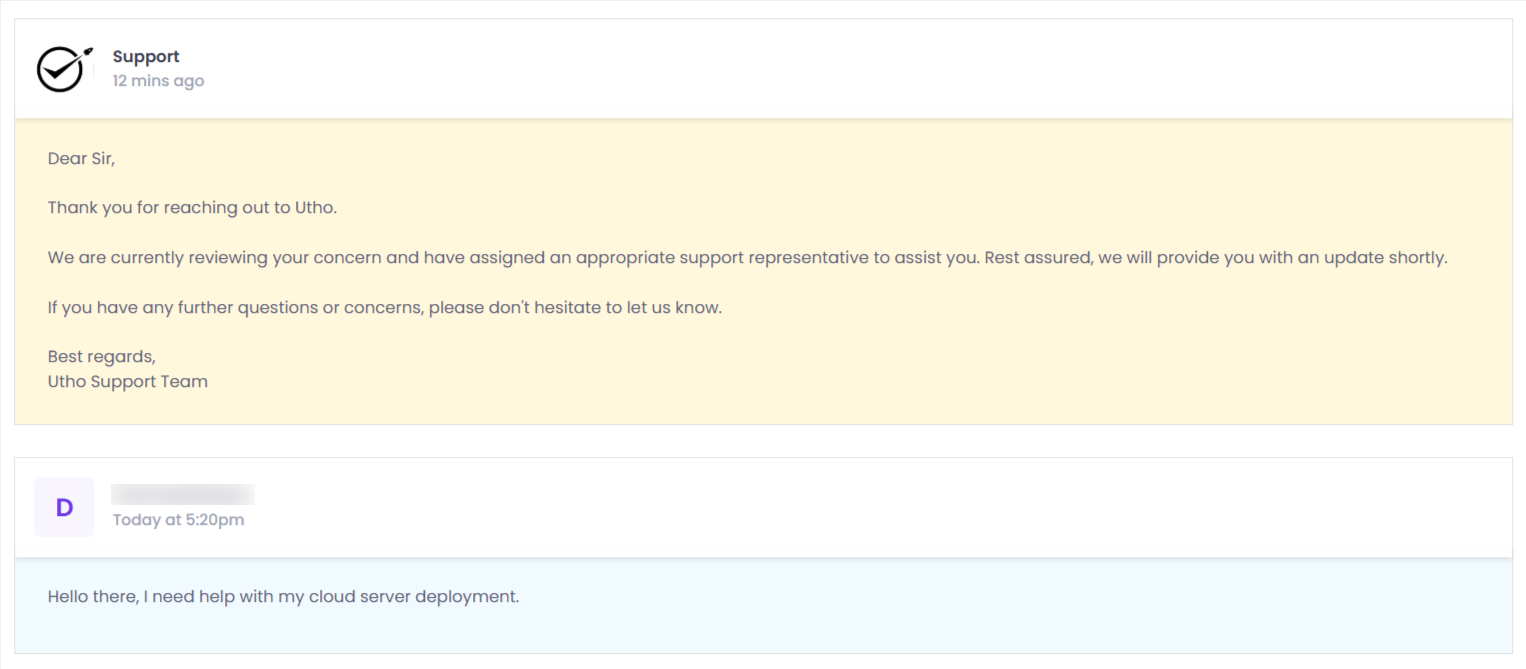 Support
12 mins ago
Dear Sir,
Thank you for reaching out to Utho.
We are currently reviewing your concern and have assigned an appropriate support representative to assist you. Rest assured, we will provide you with an update shortly.
If you have any further questions or concerns, please don't hesitate to let us know.
Best regards,
Utho Support Team
D
Today at 5:20pm
Hello there, I need help with my cloud server deployment.